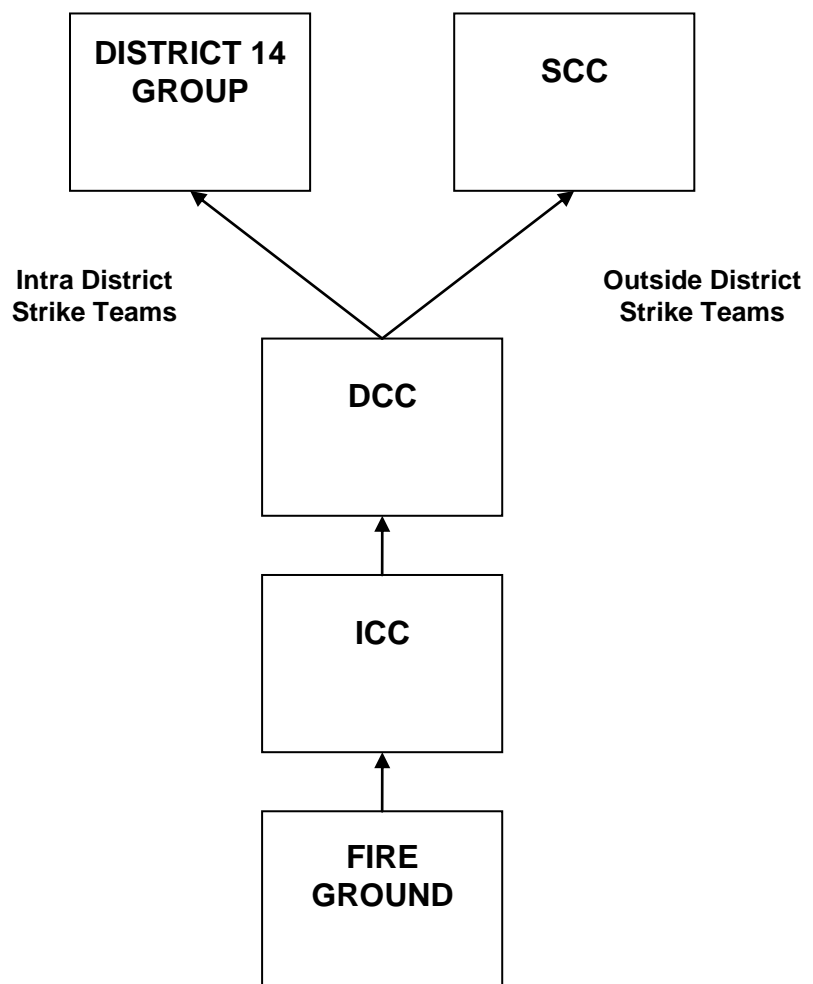 DISTRICT 14
GROUP
SCC
Intra District
Strike Teams
Outside District
Strike Teams
DCC
ICC
FIRE
GROUND